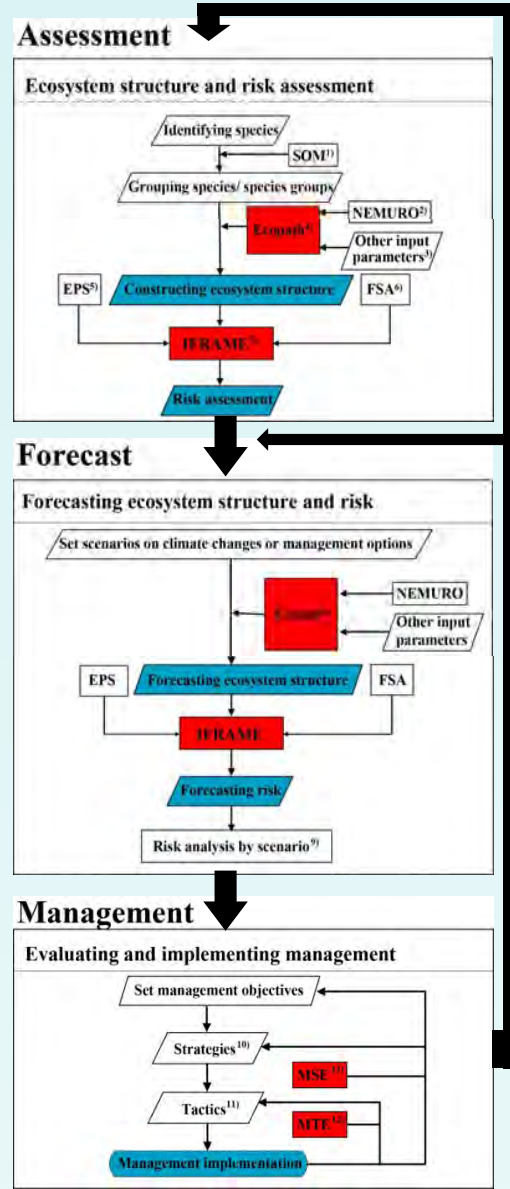 Assessment
Ecosystem structure and risk assessment
Identifying species
SOM1)
Grouping species/ species groups
NEMURO2)
Ecopath4)
Other input
parameters3)
EPS5)
Constructing ecosystem structure
FSA6)
IFRAME7)
Risk assessment
Forecast
Forecasting ecosystem structure and risk
Set scenarios on climate changes or management options
NEMURO
Other input
parameters
EPS
Forecasting ecosystem structure
FSA
IFRAME
Forecasting risk
Risk analysis by scenario9)
Management
Evaluating and implementing management
Set management objectives
Strategies10)
MSE13)
Tactics11)
MTE12)
Management implementation